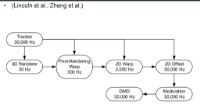 • (Lincoln et al., Zheng et al.)
Tracker
30,000 Hz
3D Renderer
30 Hz
Post-Rendering
Warp
300 Hz
2D Warp
5,000 Hz
2D Offset
30,000 Hz
DMD
30,000 Hz
Modulation
30,000 Hz